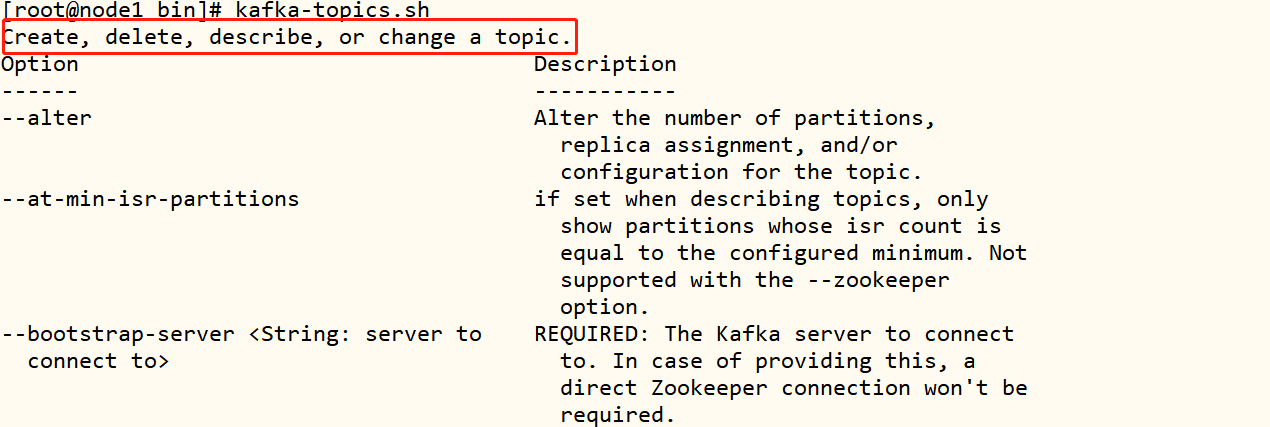 [root@node1 bin]# kafka-topics.sh
Create, delete, describe, or change a topic.
Option                                   Description
------                                   -----------
--alter                                  Alter the number of partitions,
                                           replica assignment, and/or
                                           configuration for the topic.
--at-min-isr-partitions                  if set when describing topics, only
                                           show partitions whose isr count is
                                           equal to the configured minimum. Not
                                           supported with the --zookeeper
                                           option.
--bootstrap-server <String: server to    REQUIRED: The Kafka server to connect
  connect to>                              to. In case of providing this, a
                                           direct Zookeeper connection won't be
                                           required.